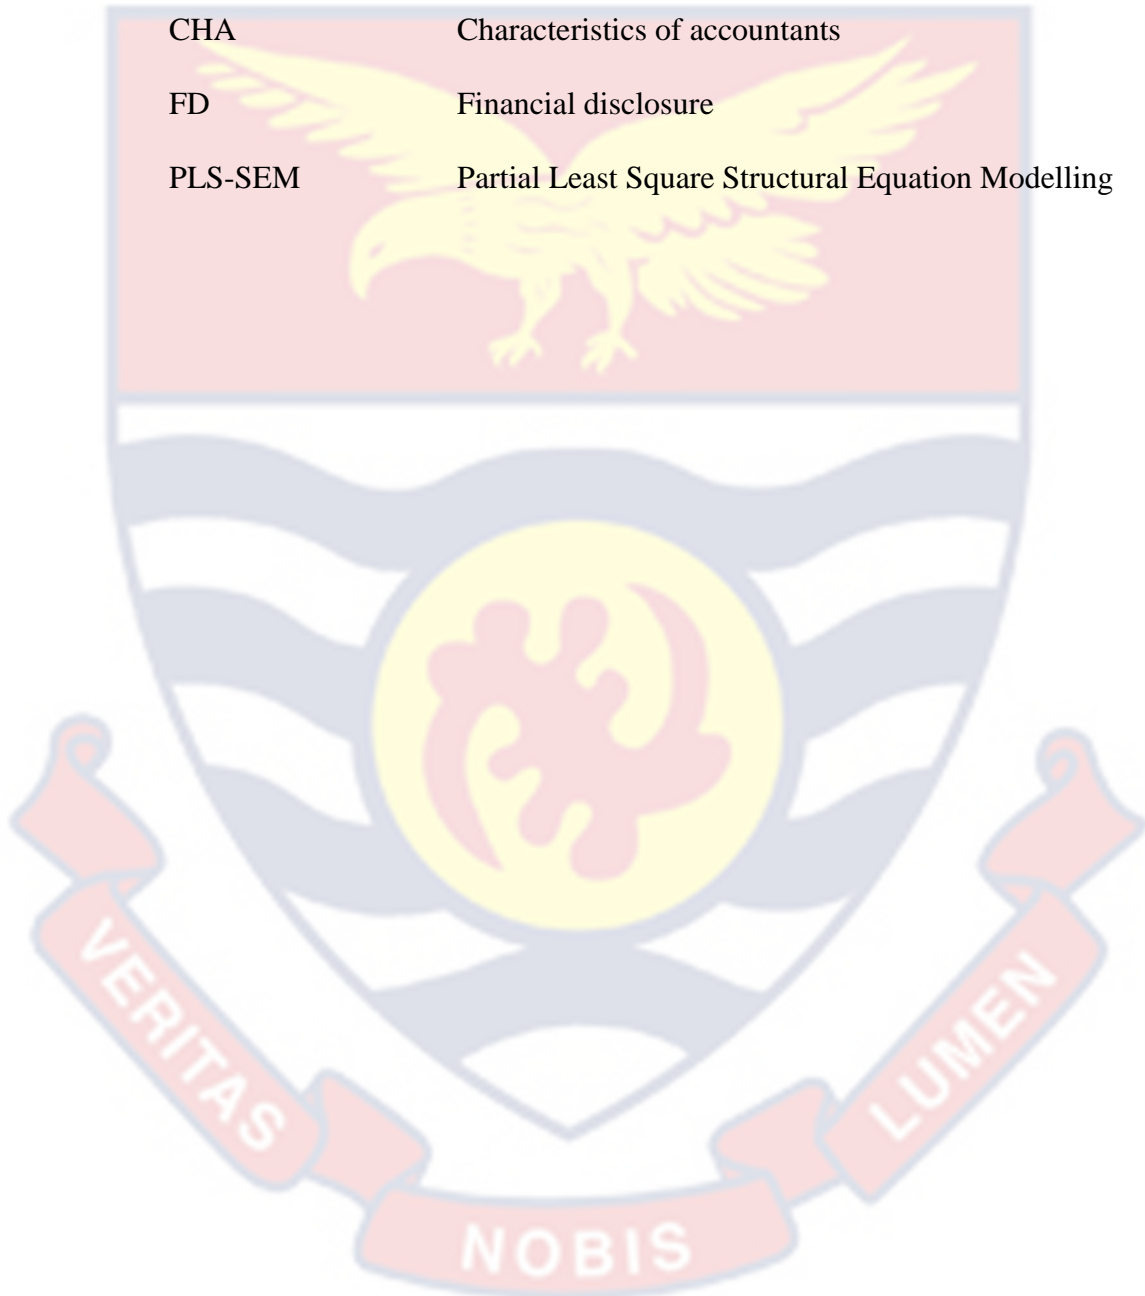 CHA Characteristics of accountants
FD Financial disclosure
PLS-SEM Partial Least Square Structural Equation Modelling
VERITAS
NOBIS
LUMEN